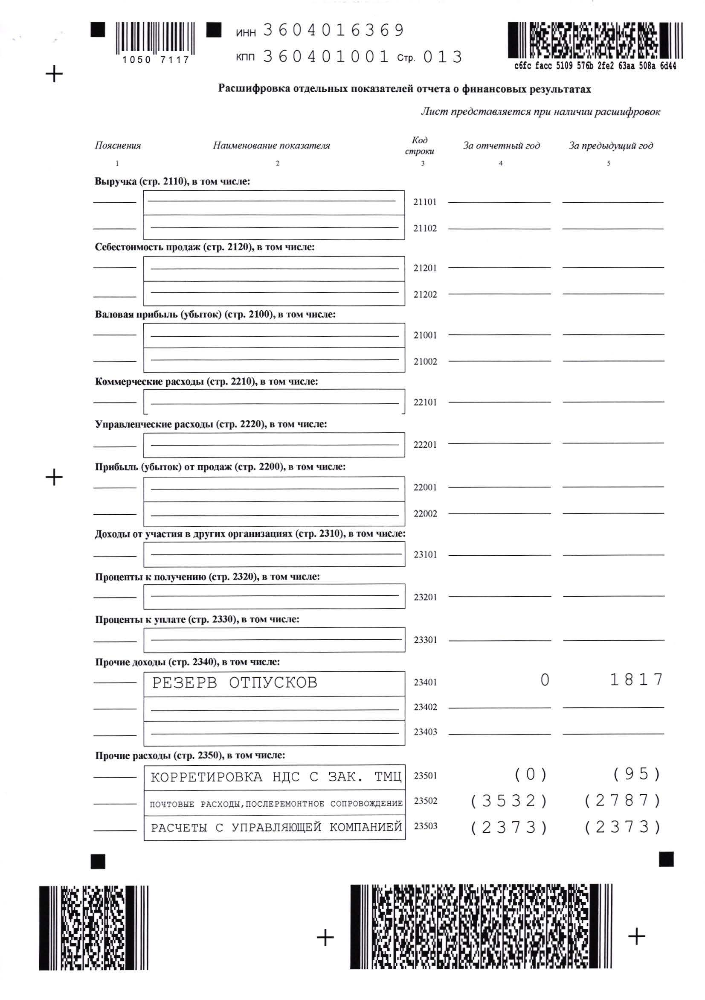 ИНН 3604016369
1050 7117
КПП 360401001 Стр. 013
c6fc facc 5109 576b 2fe2 63aa 508a 6d44
Расшифровка отдельных показателей отчета о финансовых результатах
Лист представляется при наличии расшифровок
Пояснения Наименование показателя Код строки За отчетный год За предыдущий год
1 2 3 4 5
Выручка (стр. 2110), в том числе:
21101
21102
Себестоимость продаж (стр. 2120), в том числе:
21201
21202
Валовая прибыль (убыток) (стр. 2100), в том числе:
21001
21002
Коммерческие расходы (стр. 2210), в том числе:
22101
Управленческие расходы (стр. 2220), в том числе:
22201
Прибыль (убыток) от продаж (стр. 2200), в том числе:
22001
22002
Доходы от участия в других организациях (стр. 2310), в том числе:
23101
Проценты к получению (стр. 2320), в том числе:
23201
Проценты к уплате (стр. 2330), в том числе:
23301
Прочие доходы (стр. 2340), в том числе:
РЕЗЕРВ ОТПУСКОВ 23401 0 1817
23402
23403
Прочие расходы (стр. 2350), в том числе:
КОРРЕТИРОВКА НДС С ЗАК. ТМЦ 23501 (0) (95)
ПОЧТОВЫЕ РАСХОДЫ,ПОСЛЕРЕМОНТНОЕ СОПРОВОЖДЕНИЕ 23502 (3532) (2787)
РАСЧЕТЫ С УПРАВЛЯЮЩЕЙ КОМПАНИЕЙ 23503 (2373) (2373)